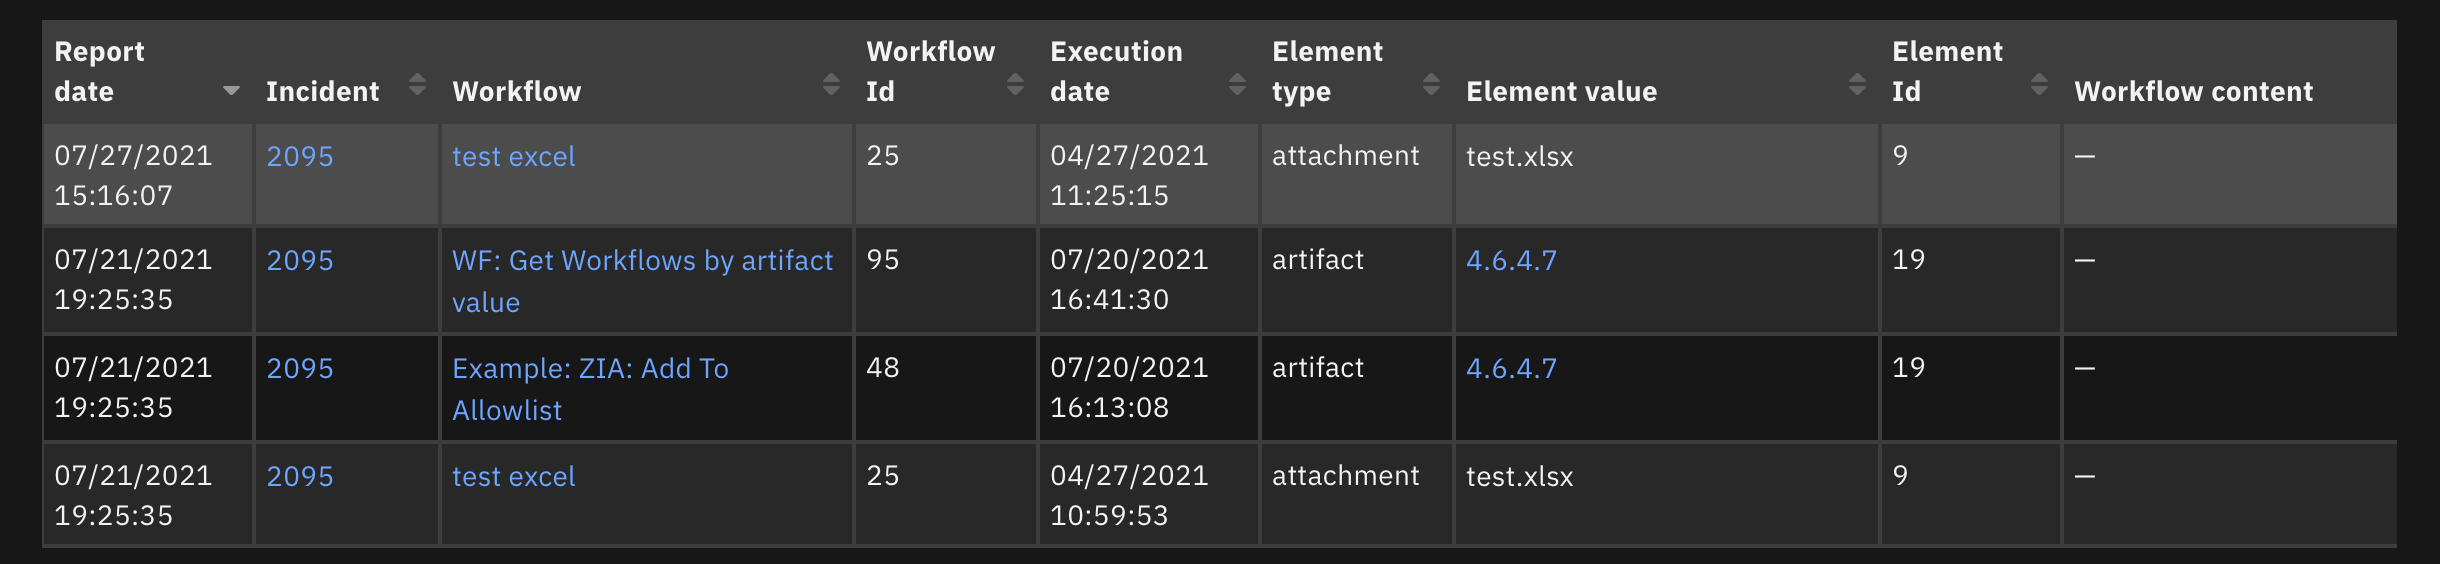 Report date Incident Workflow Workflow Id Execution date Element type Element value Element Id Workflow content
07/27/2021 15:16:07 2095 test excel 25 04/27/2021 11:25:15 attachment test.xlsx 9 —
07/21/2021 19:25:35 2095 WF: Get Workflows by artifact value 95 07/20/2021 16:41:30 artifact 4.6.4.7 19 —
07/21/2021 19:25:35 2095 Example: ZIA: Add To Allowlist 48 07/20/2021 16:13:08 artifact 4.6.4.7 19 —
07/21/2021 19:25:35 2095 test excel 25 04/27/2021 10:59:53 attachment test.xlsx 9 —